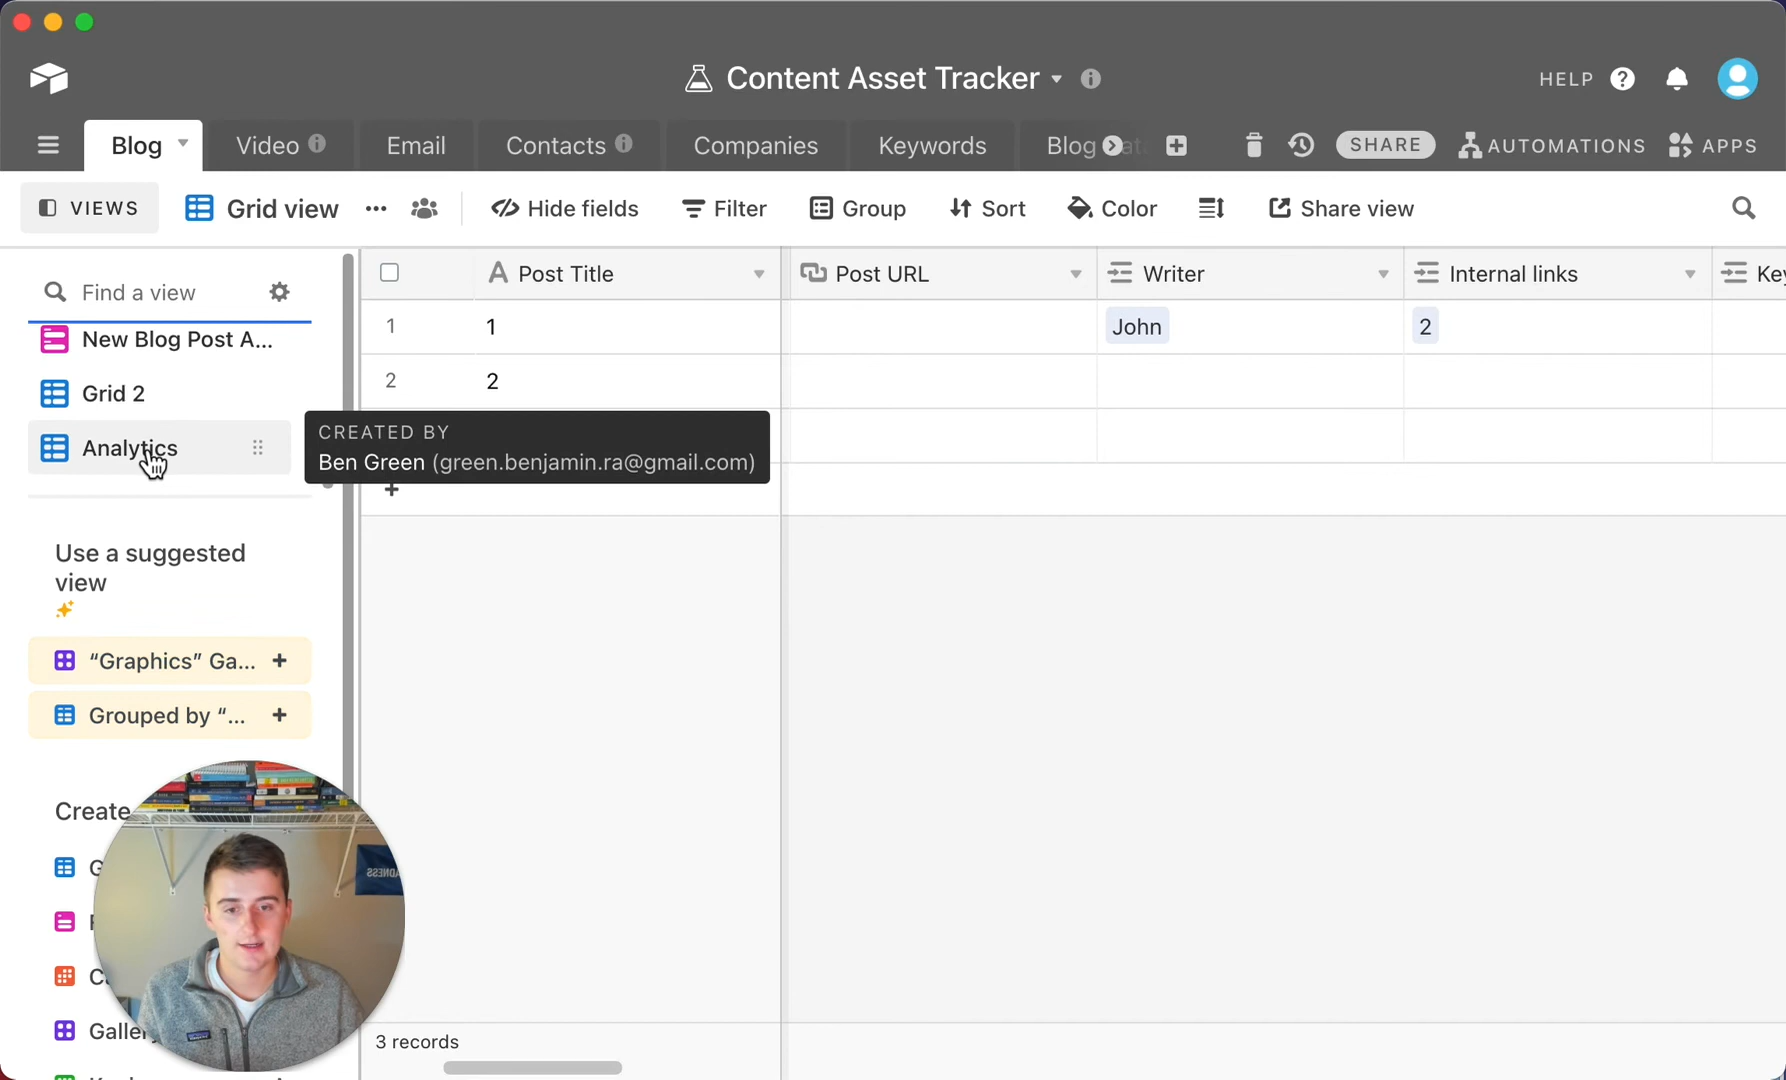 Content Asset Tracker
HELP
Blog
Video
Email
Contacts
Companies
Keywords
Blog
SHARE
AUTOMATIONS
APPS
VIEWS
Grid view
Hide fields
Filter
Group
Sort
Color
Share view
Find a view
New Blog Post A...
Grid 2
Analytics
Use a suggested
view
“Graphics” Ga...
Grouped by “...
Create
Post Title
Post URL
Writer
Internal links
1
1
John
2
2
2
CREATED BY
Ben Green (green.benjamin.ra@gmail.com)
3 records